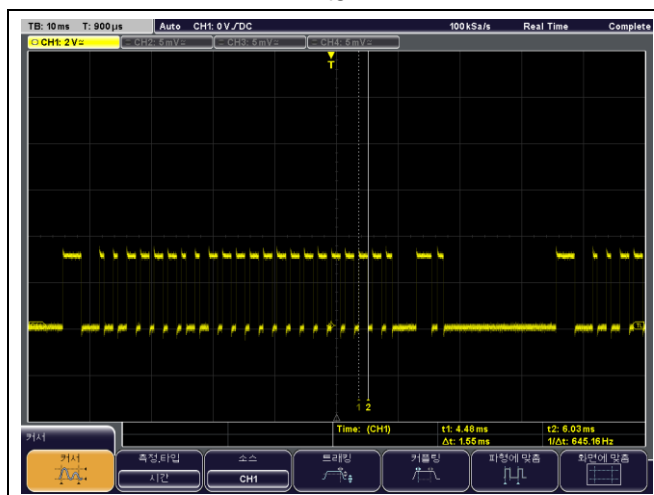 TB: 10 ms T: 900 µs Auto CH1: 0 V DC 100 kSa/s Real Time Complete
CH1: 2 V CH2: 5 mV CH3: 5 mV CH4: 5 mV
T
1 2
Time: (CH1) t1: 4.48 ms t2: 6.03 ms
Δt: 1.55 ms 1/Δt: 645.16 Hz
커서
커서 측정.타입 소스 트래킹 커플링 파형에 맞춤 화면에 맞춤
시간 CH1